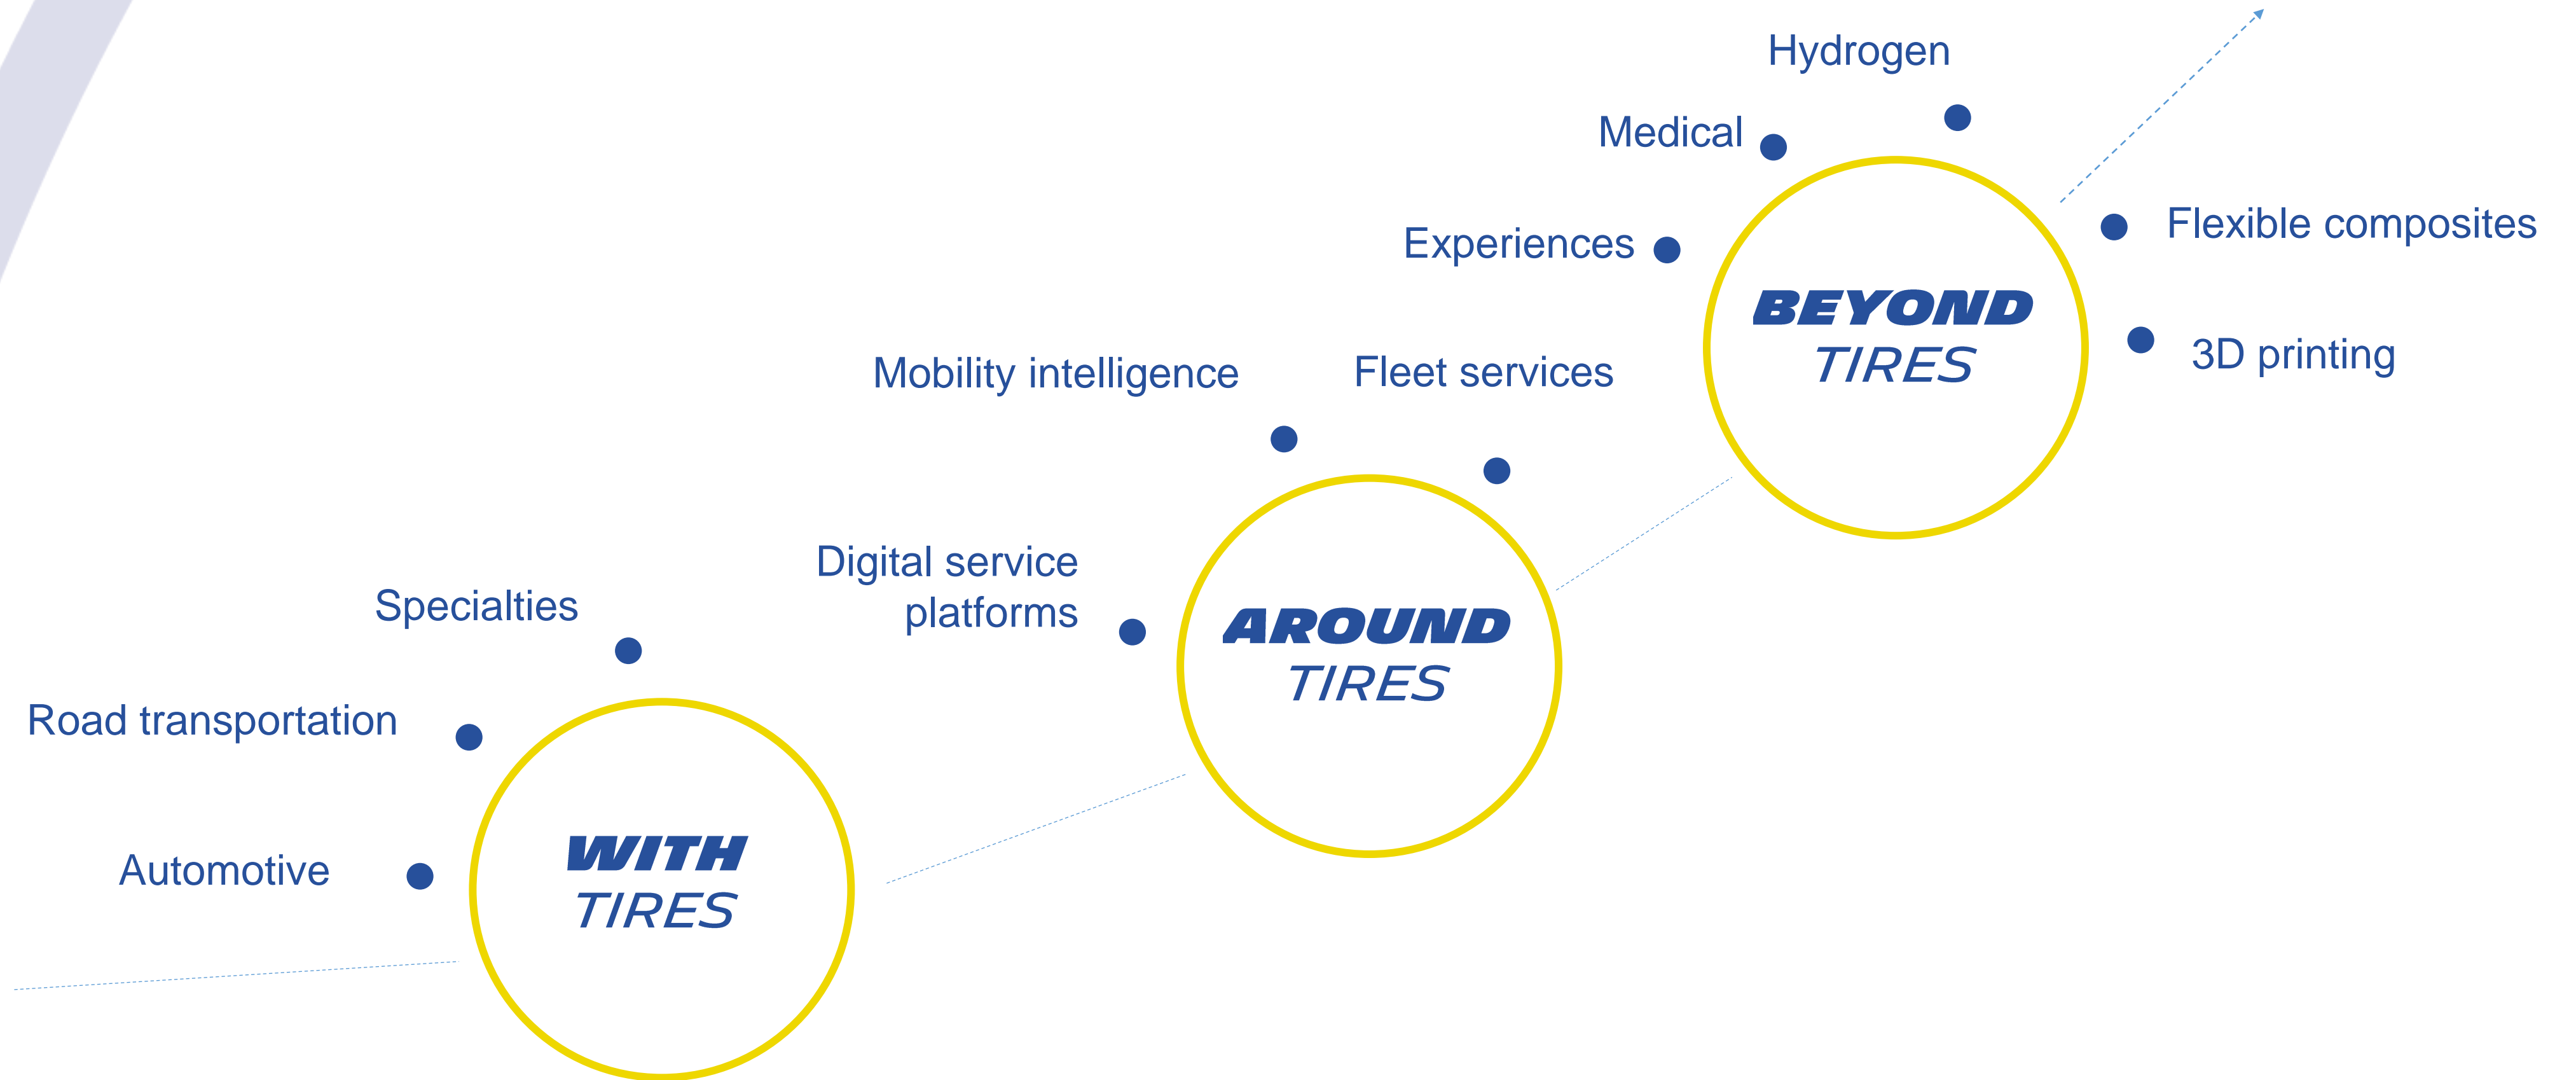 Hydrogen
Medical
Experiences
Flexible composites
3D printing
BEYOND
TIRES
Mobility intelligence
Fleet services
Digital service
platforms
AROUND
TIRES
Specialties
Road transportation
Automotive
WITH
TIRES